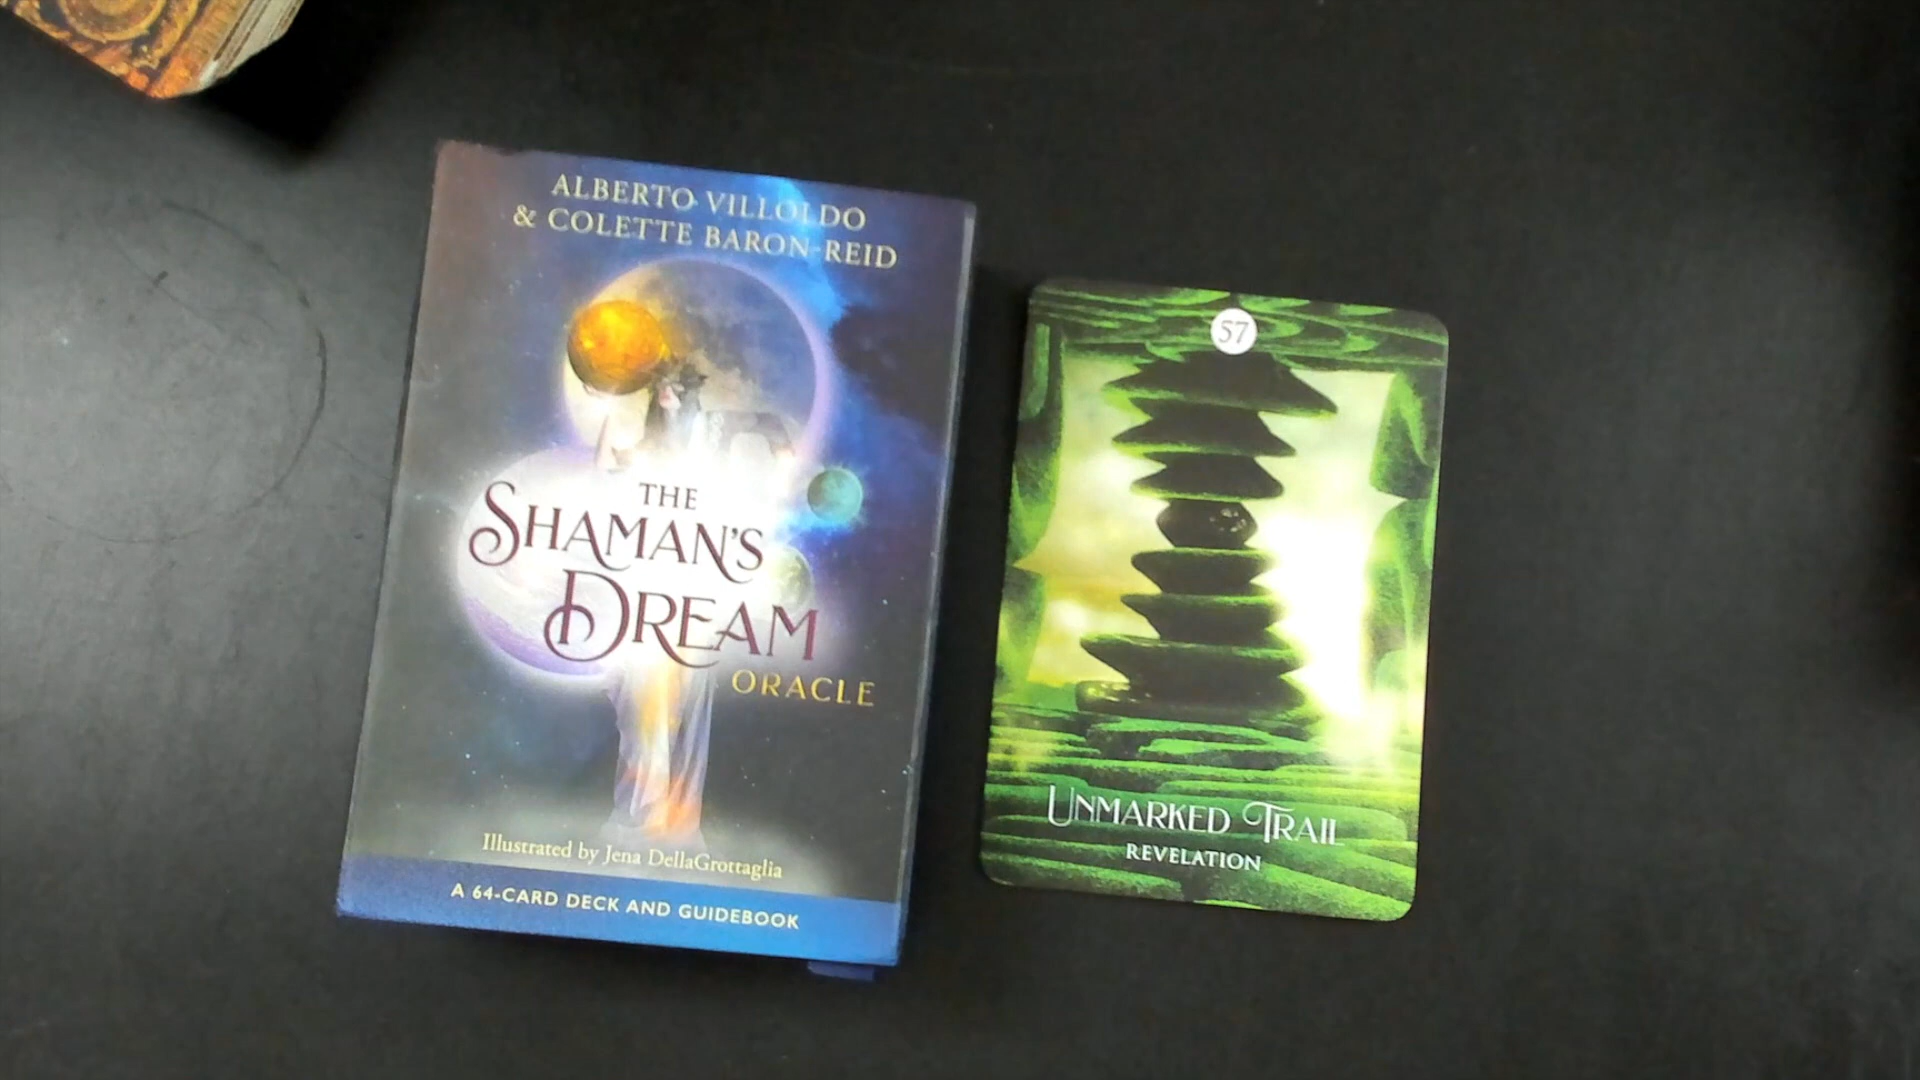 ALBERTO VILLOLDO
& COLETTE BARON-REID
THE
SHAMAN'S
DREAM
ORACLE
Illustrated by Jena DellaGrottaglia
A 64-CARD DECK AND GUIDEBOOK
57
UNMARKED TRAIL
REVELATION